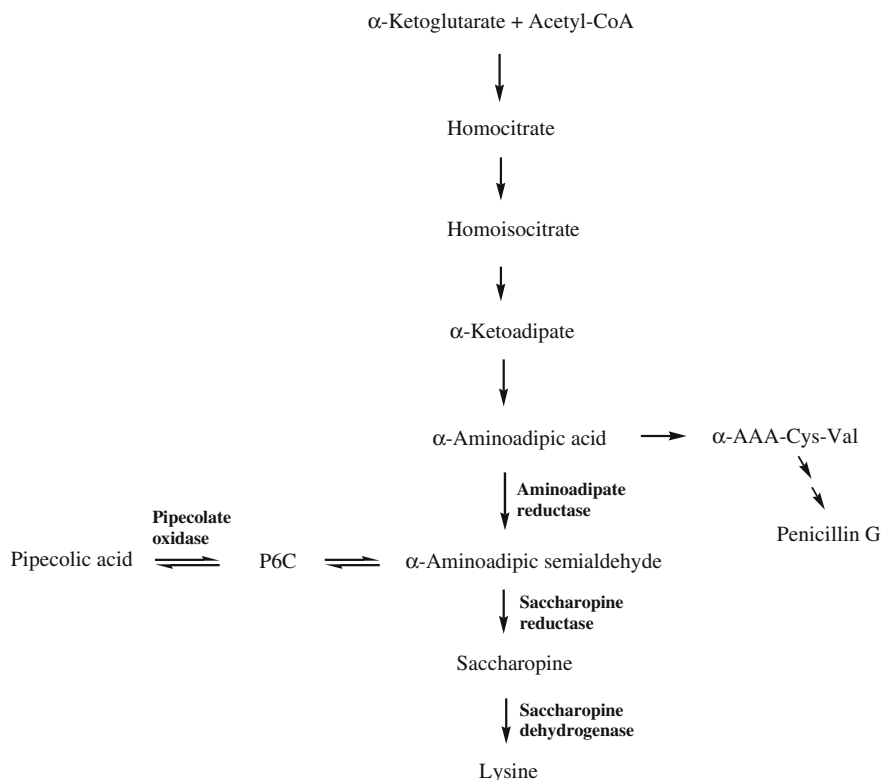 α-Ketoglutarate + Acetyl-CoA
Homocitrate
Homoisocitrate
α-Ketoadipate
α-Aminoadipic acid
α-AAA-Cys-Val
Aminoadipate
reductase
Penicillin G
Pipecolate
oxidase
Pipecolic acid
P6C
α-Aminoadipic semialdehyde
Saccharopine
reductase
Saccharopine
Saccharopine
dehydrogenase
Lysine